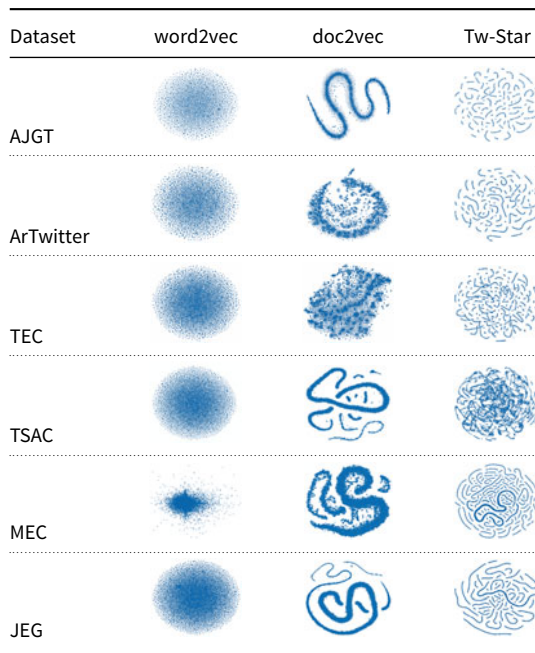 Dataset word2vec doc2vec Tw-Star
AJGT
ArTwitter
TEC
TSAC
MEC
JEG